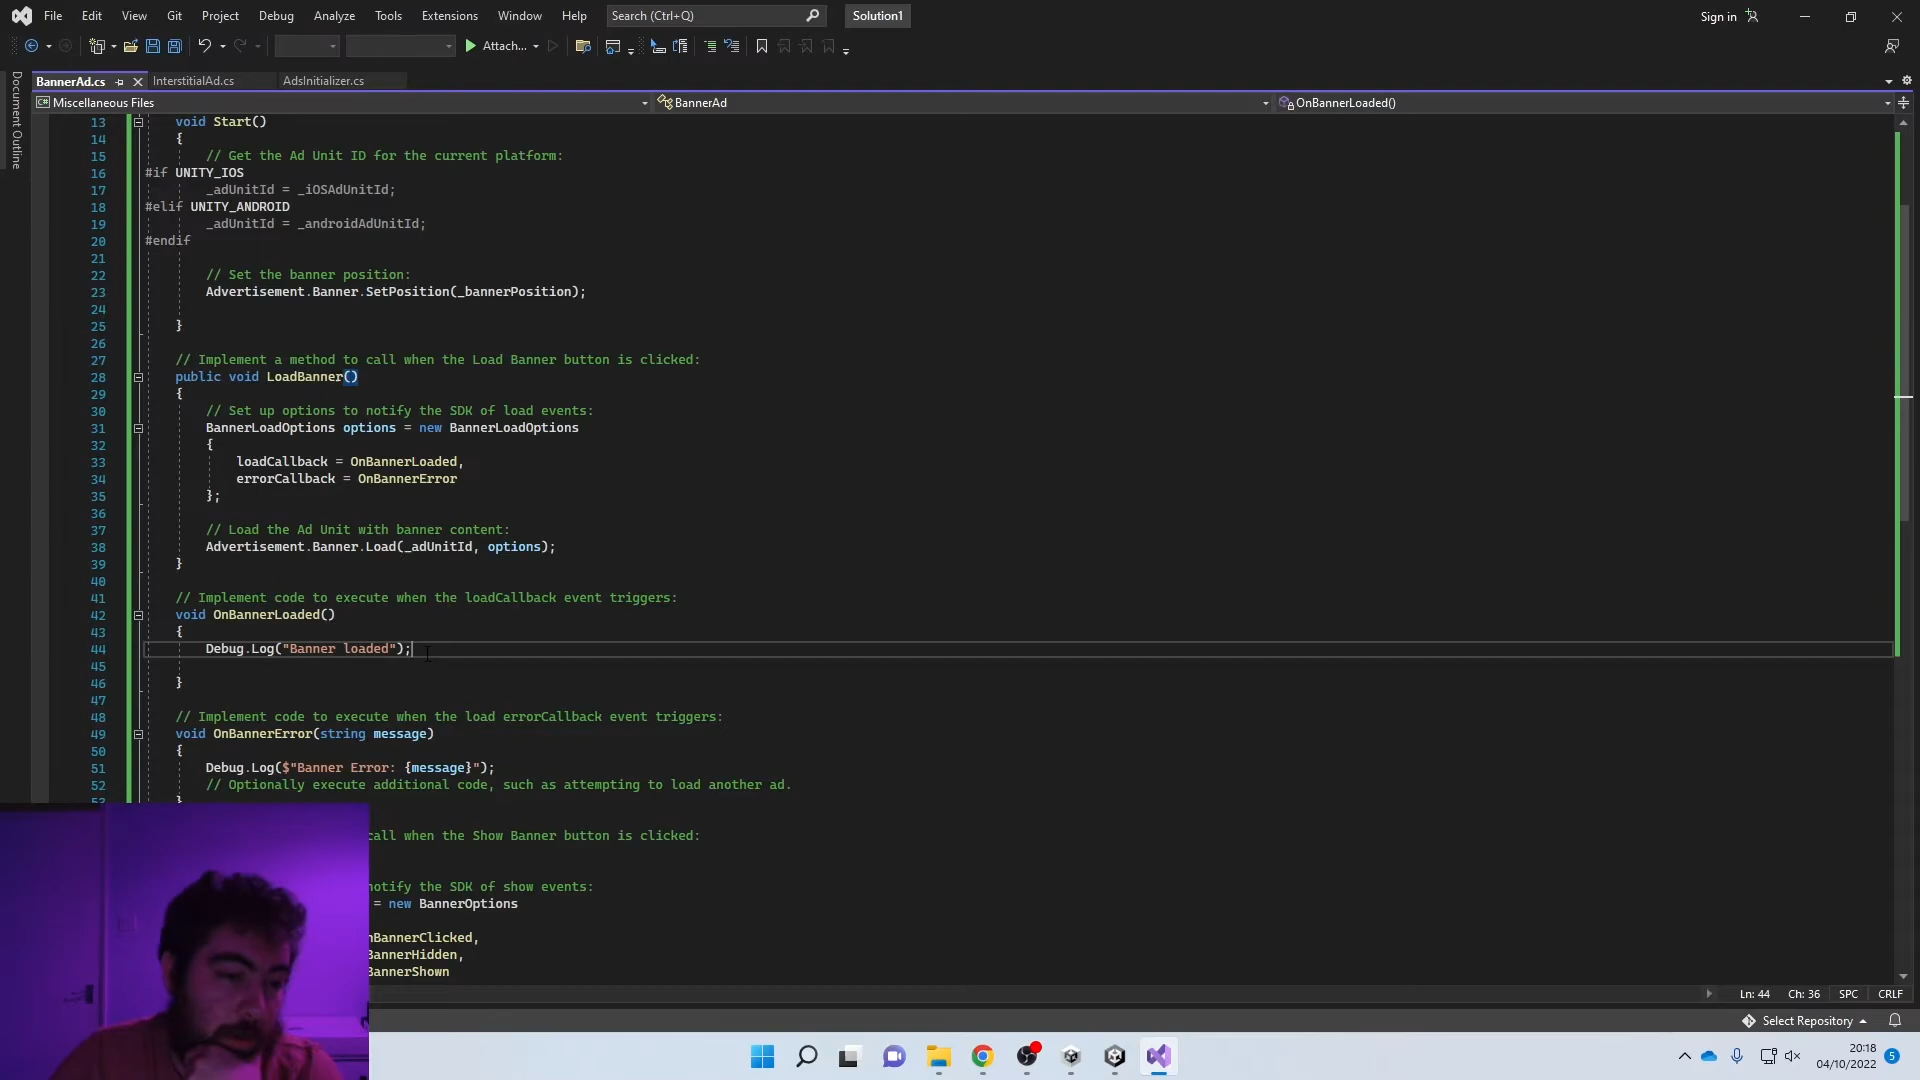 File Edit View Git Project Debug Analyze Tools Extensions Window Help Search (Ctrl+Q) Solution1 Sign in
Attach...
Document Outline
BannerAd.cs InterstitialAd.cs AdsInitializer.cs
C# Miscellaneous Files BannerAd OnBannerLoaded()
13 void Start()
14 {
15 // Get the Ad Unit ID for the current platform:
16 #if UNITY_IOS
17 _adUnitId = _iOSAdUnitId;
18 #elif UNITY_ANDROID
19 _adUnitId = _androidAdUnitId;
20 #endif
21
22 // Set the banner position:
23 Advertisement.Banner.SetPosition(_bannerPosition);
24
25 }
26
27 // Implement a method to call when the Load Banner button is clicked:
28 public void LoadBanner()
29 {
30 // Set up options to notify the SDK of load events:
31 BannerLoadOptions options = new BannerLoadOptions
32 {
33 loadCallback = OnBannerLoaded,
34 errorCallback = OnBannerError
35 };
36
37 // Load the Ad Unit with banner content:
38 Advertisement.Banner.Load(_adUnitId, options);
39 }
40
41 // Implement code to execute when the loadCallback event triggers:
42 void OnBannerLoaded()
43 {
44 Debug.Log("Banner loaded");
45
46 }
47
48 // Implement code to execute when the load errorCallback event triggers:
49 void OnBannerError(string message)
50 {
51 Debug.Log($"Banner Error: {message}");
52 // Optionally execute additional code, such as attempting to load another ad.
53 }
call when the Show Banner button is clicked:
notify the SDK of show events:
= new BannerOptions
nBannerClicked,
BannerHidden,
BannerShown
Ln: 44 Ch: 36 SPC CRLF
Select Repository
20:18
04/10/2022 5